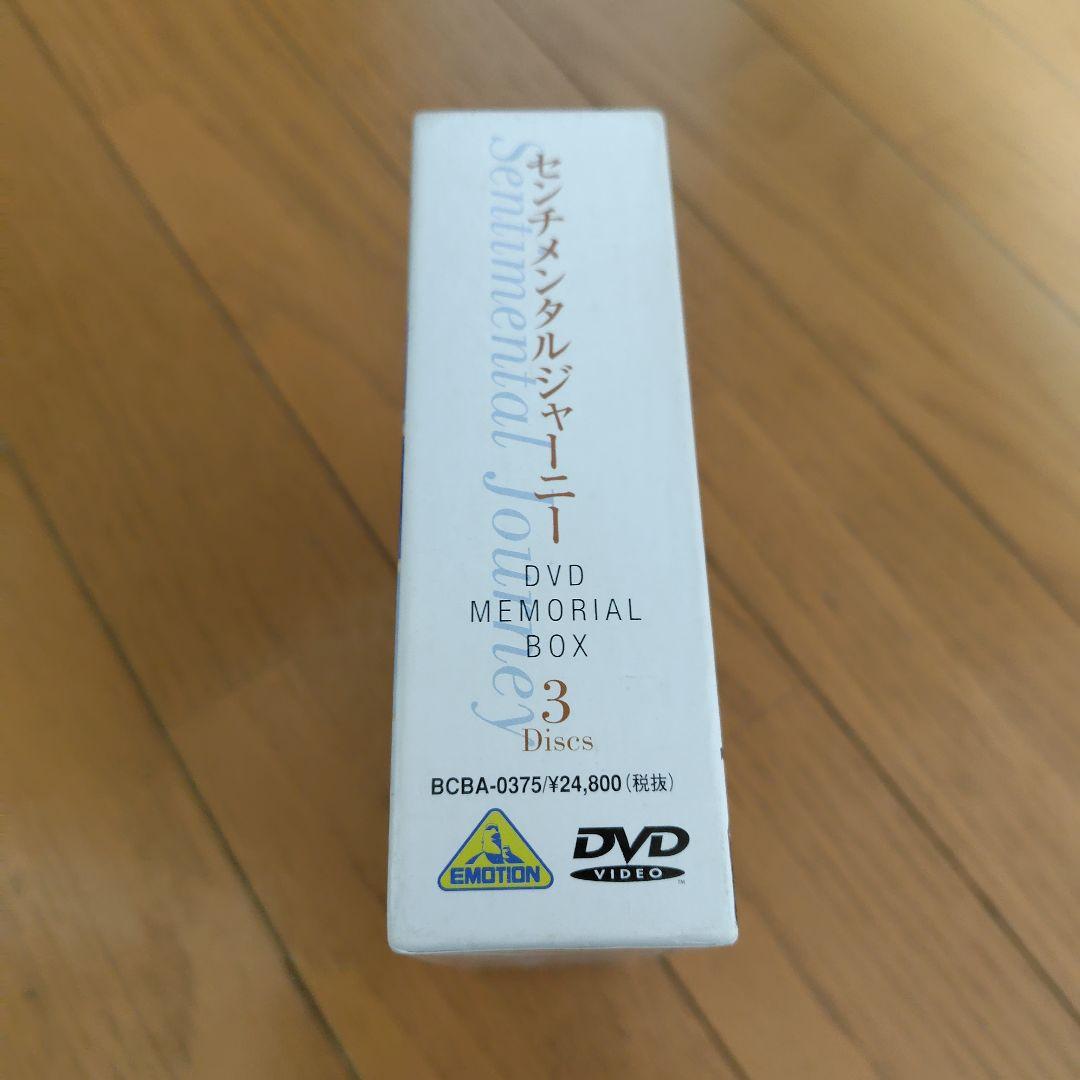 センチメンタルジャーニー
Sentimental Journey
DVD
MEMORIAL
BOX
3
Discs
BCBA-0375/¥24,800(税抜)
EMOTION
DVD
VIDEO
TM